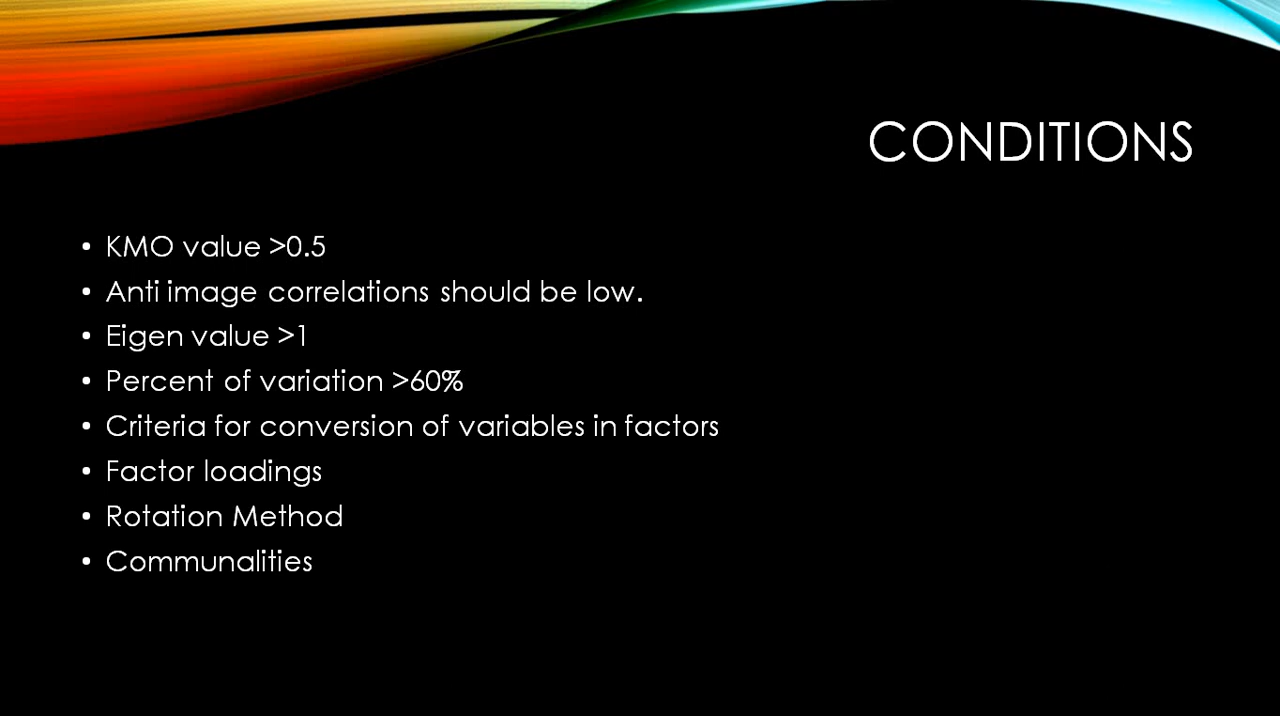 CONDITIONS
• KMO value >0.5
• Anti image correlations should be low.
• Eigen value >1
• Percent of variation >60%
• Criteria for conversion of variables in factors
• Factor loadings
• Rotation Method
• Communalities